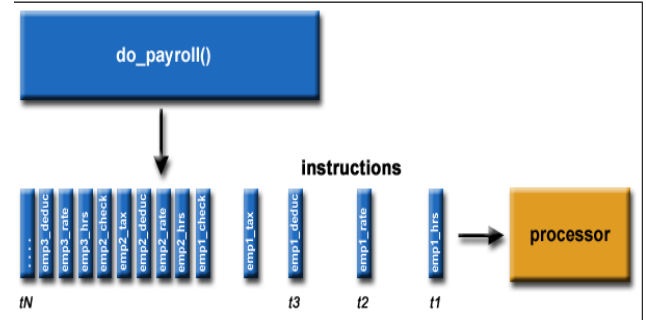 do_payroll()
instructions
....
emp3_deduc
emp3_rate
emp3_hrs
emp2_check
emp2_tax
emp2_deduc
emp2_rate
emp2_hrs
emp1_check
emp1_tax
emp1_deduc
emp1_rate
emp1_hrs
processor
tN
t3
t2
t1